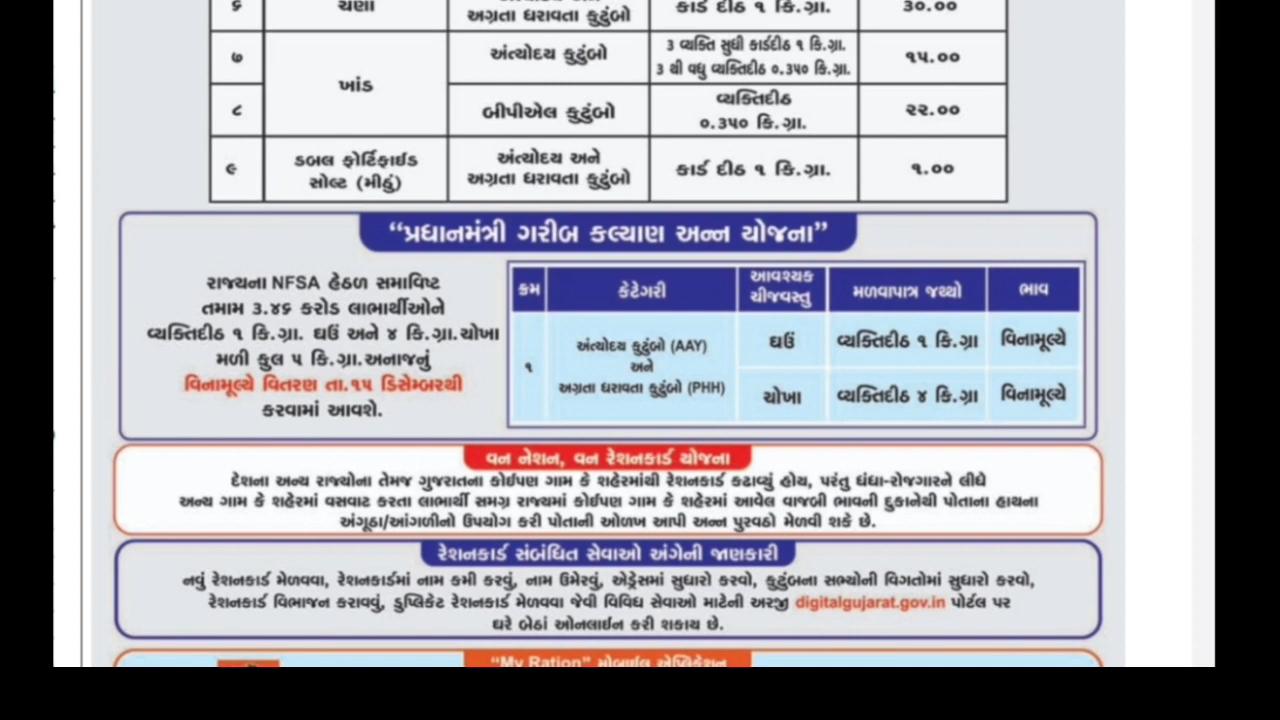 ૬ ચણા અગ્રતા ધરાવતા કુટુંબો કાર્ડ દીઠ ૧ કિ.ગ્રા. ૩૦.૦૦
૭ ખાંડ અંત્યોદય કુટુંબો 3 વ્યક્તિ સુધી કાર્ડદીઠ ૧ કિ.ગ્રા. ૧૫.૦૦
3 થી વધુ વ્યક્તિદીઠ ૦.૩૫૦ કિ.ગ્રા.
૮ બીપીએલ કુટુંબો વ્યક્તિદીઠ ૨૨.૦૦
૦.૩૫૦ કિ.ગ્રા.
૯ ડબલ ફોર્ટિફાઈડ અંત્યોદય અને કાર્ડ દીઠ ૧ કિ.ગ્રા. ૧.૦૦
સોલ્ટ (મીઠું) અગ્રતા ધરાવતા કુટુંબો
“પ્રધાનમંત્રી ગરીબ કલ્યાણ અન્ન યોજના”
રાજ્યના NFSA હેઠળ સમાવિષ્ટ
તમામ ૩.૪૬ કરોડ લાભાર્થીઓને
વ્યક્તિદીઠ ૧ કિ.ગ્રા. ઘઉં અને ૪ કિ.ગ્રા.ચોખા
મળી કુલ ૫ કિ.ગ્રા.અનાજનું
વિનામૂલ્યે વિતરણ તા.૧૫ ડિસેમ્બરથી
કરવામાં આવશે.
ક્રમ કેટેગરી આવશ્યક ચીજવસ્તુ મળવાપાત્ર જથ્થો ભાવ
૧ અંત્યોદય કુટુંબો (AAY) ઘઉં વ્યક્તિદીઠ ૧ કિ.ગ્રા વિનામૂલ્યે
અને
અગ્રતા ધરાવતા કુટુંબો (PHH) ચોખા વ્યક્તિદીઠ ૪ કિ.ગ્રા વિનામૂલ્યે
વન નેશન, વન રેશનકાર્ડ યોજના
દેશના અન્ય રાજ્યોના તેમજ ગુજરાતના કોઈપણ ગામ કે શહેરમાંથી રેશનકાર્ડ કઢાવ્યું હોય, પરંતુ ધંધા-રોજગારને લીધે
અન્ય ગામ કે શહેરમાં વસવાટ કરતા લાભાર્થી સમગ્ર રાજ્યમાં કોઈપણ ગામ કે શહેરમાં આવેલ વાજબી ભાવની દુકાનેથી પોતાના હાથના
અંગૂઠા/આંગળીનો ઉપયોગ કરી પોતાની ઓળખ આપી અન્ન પુરવઠો મેળવી શકે છે.
રેશનકાર્ડ સંબંધિત સેવાઓ અંગેની જાણકારી
નવું રેશનકાર્ડ મેળવવા, રેશનકાર્ડમાં નામ કમી કરવું, નામ ઉમેરવું, એડ્રેસમાં સુધારો કરવો, કુટુંબના સભ્યોની વિગતોમાં સુધારો કરવો,
રેશનકાર્ડ વિભાજન કરાવવું, ડુપ્લિકેટ રેશનકાર્ડ મેળવવા જેવી વિવિધ સેવાઓ માટેની અરજી digitalgujarat.gov.in પોર્ટલ પર
ઘરે બેઠાં ઓનલાઈન કરી શકાય છે.
“My Ration” મોબાઈલ એપ્લિકેશન